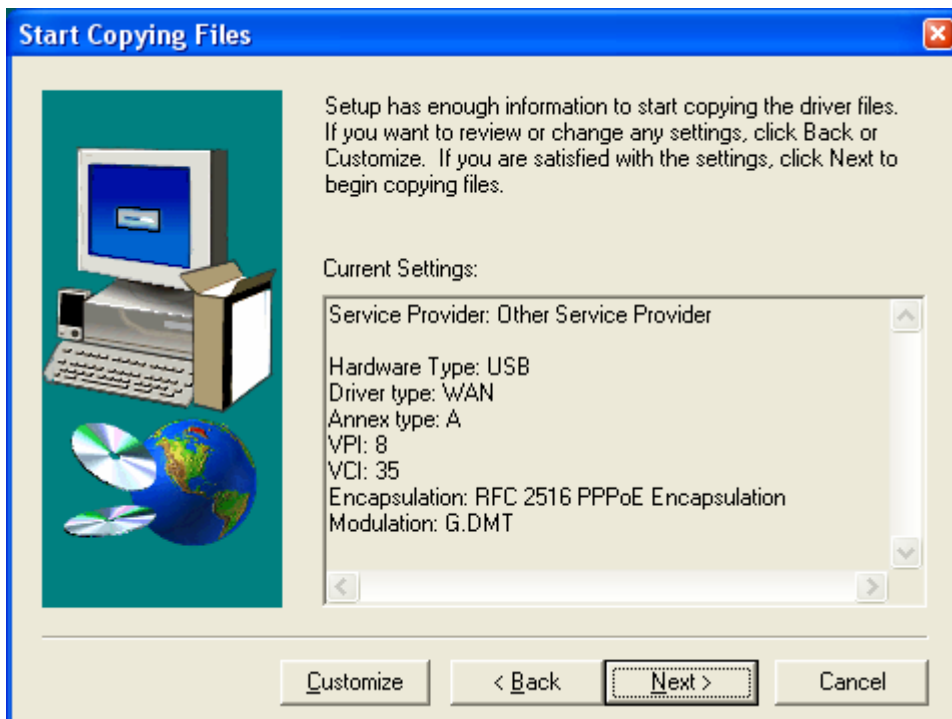 Start Copying Files
Setup has enough information to start copying the driver files.
If you want to review or change any settings, click Back or
Customize.  If you are satisfied with the settings, click Next to
begin copying files.
Current Settings:
Service Provider: Other Service Provider
Hardware Type: USB
Driver type: WAN
Annex type: A
VPI: 8
VCI: 35
Encapsulation: RFC 2516 PPPoE Encapsulation
Modulation: G.DMT
Customize
< Back
Next >
Cancel